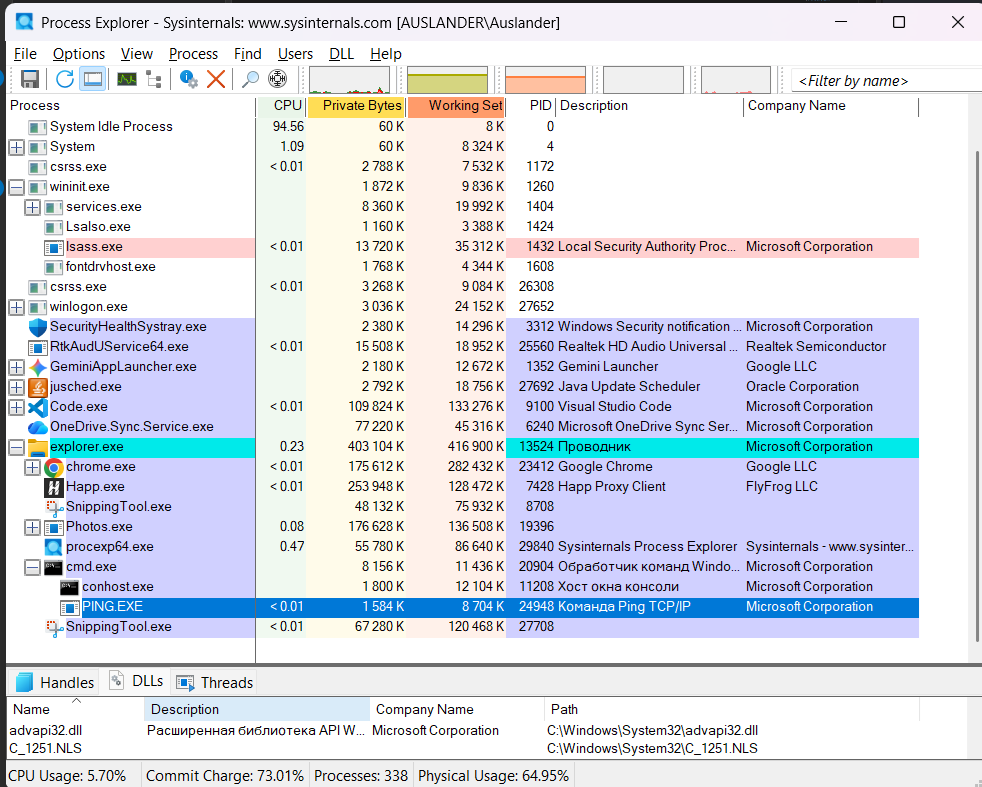 Process Explorer - Sysinternals: www.sysinternals.com [AUSLANDER\Auslander]
File Options View Process Find Users DLL Help
<Filter by name>
Process CPU Private Bytes Working Set PID Description Company Name
System Idle Process 94.56 60 K 8 K 0
System 1.09 60 K 8 324 K 4
csrss.exe < 0.01 2 788 K 7 532 K 1172
wininit.exe 1 872 K 9 836 K 1260
services.exe 8 360 K 19 992 K 1404
Lsalso.exe 1 160 K 3 388 K 1424
lsass.exe < 0.01 13 720 K 35 312 K 1432 Local Security Authority Proc... Microsoft Corporation
fontdrvhost.exe 1 768 K 4 344 K 1608
csrss.exe < 0.01 3 268 K 9 084 K 26308
winlogon.exe 3 036 K 24 152 K 27652
SecurityHealthSystray.exe 2 380 K 14 296 K 3312 Windows Security notification ... Microsoft Corporation
RtkAudUService64.exe < 0.01 15 508 K 18 952 K 25560 Realtek HD Audio Universal ... Realtek Semiconductor
GeminiAppLauncher.exe 2 180 K 12 672 K 1352 Gemini Launcher Google LLC
jusched.exe 2 792 K 18 756 K 27692 Java Update Scheduler Oracle Corporation
Code.exe < 0.01 109 824 K 133 276 K 9100 Visual Studio Code Microsoft Corporation
OneDrive.Sync.Service.exe 77 220 K 45 316 K 6240 Microsoft OneDrive Sync Ser... Microsoft Corporation
explorer.exe 0.23 403 104 K 416 900 K 13524 Проводник Microsoft Corporation
chrome.exe < 0.01 175 612 K 282 432 K 23412 Google Chrome Google LLC
Happ.exe < 0.01 253 948 K 128 472 K 7428 Happ Proxy Client FlyFrog LLC
SnippingTool.exe 48 132 K 75 932 K 8708
Photos.exe 0.08 176 628 K 136 508 K 19396
procexp64.exe 0.47 55 780 K 86 640 K 29840 Sysinternals Process Explorer Sysinternals - www.sysinter...
cmd.exe 8 156 K 11 436 K 20904 Обработчик команд Windo... Microsoft Corporation
conhost.exe 1 800 K 12 104 K 11208 Хост окна консоли Microsoft Corporation
PING.EXE < 0.01 1 584 K 8 704 K 24948 Команда Ping TCP/IP Microsoft Corporation
SnippingTool.exe < 0.01 67 280 K 120 468 K 27708
Handles DLLs Threads
Name Description Company Name Path
advapi32.dll Расширенная библиотека API W... Microsoft Corporation C:\Windows\System32\advapi32.dll
C_1251.NLS C:\Windows\System32\C_1251.NLS
CPU Usage: 5.70% Commit Charge: 73.01% Processes: 338 Physical Usage: 64.95%